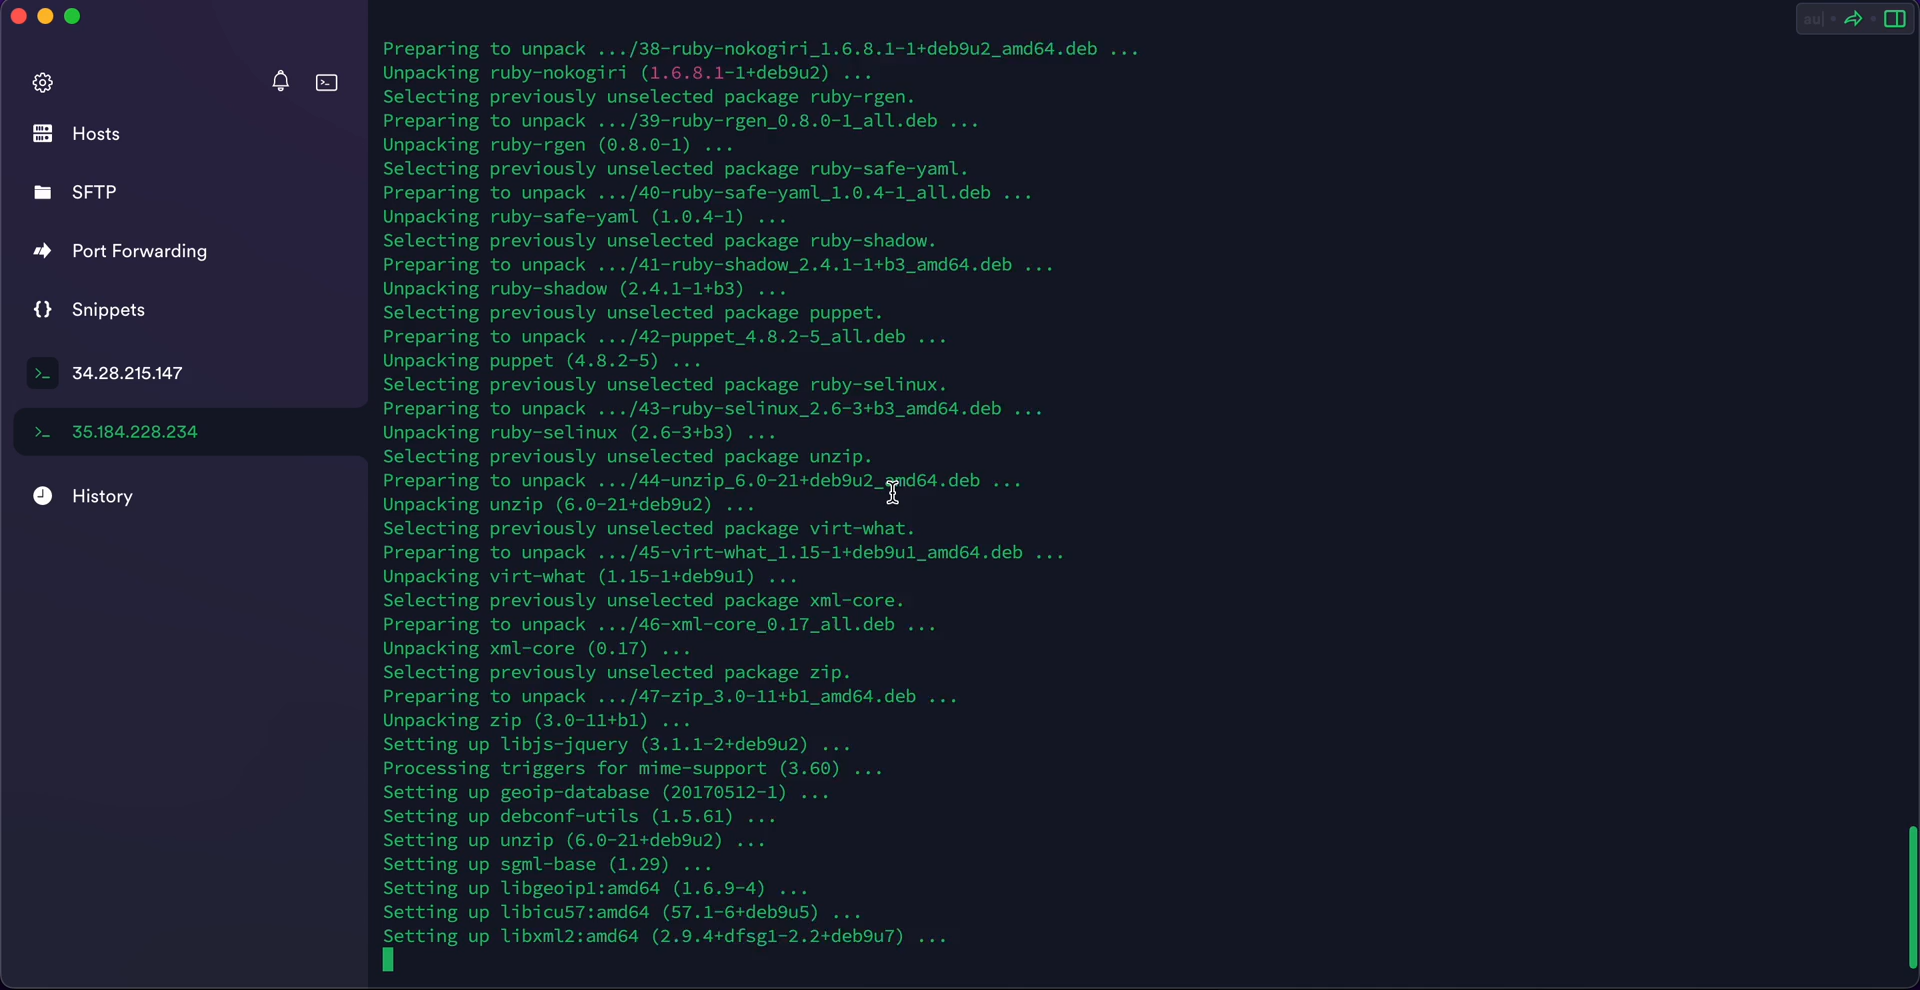 au
Hosts
SFTP
Port Forwarding
{} Snippets
>_ 34.28.215.147
>_ 35.184.228.234
History
Preparing to unpack .../38-ruby-nokogiri_1.6.8.1-1+deb9u2_amd64.deb ...
Unpacking ruby-nokogiri (1.6.8.1-1+deb9u2) ...
Selecting previously unselected package ruby-rgen.
Preparing to unpack .../39-ruby-rgen_0.8.0-1_all.deb ...
Unpacking ruby-rgen (0.8.0-1) ...
Selecting previously unselected package ruby-safe-yaml.
Preparing to unpack .../40-ruby-safe-yaml_1.0.4-1_all.deb ...
Unpacking ruby-safe-yaml (1.0.4-1) ...
Selecting previously unselected package ruby-shadow.
Preparing to unpack .../41-ruby-shadow_2.4.1-1+b3_amd64.deb ...
Unpacking ruby-shadow (2.4.1-1+b3) ...
Selecting previously unselected package puppet.
Preparing to unpack .../42-puppet_4.8.2-5_all.deb ...
Unpacking puppet (4.8.2-5) ...
Selecting previously unselected package ruby-selinux.
Preparing to unpack .../43-ruby-selinux_2.6-3+b3_amd64.deb ...
Unpacking ruby-selinux (2.6-3+b3) ...
Selecting previously unselected package unzip.
Preparing to unpack .../44-unzip_6.0-21+deb9u2_amd64.deb ...
Unpacking unzip (6.0-21+deb9u2) ...
Selecting previously unselected package virt-what.
Preparing to unpack .../45-virt-what_1.15-1+deb9u1_amd64.deb ...
Unpacking virt-what (1.15-1+deb9u1) ...
Selecting previously unselected package xml-core.
Preparing to unpack .../46-xml-core_0.17_all.deb ...
Unpacking xml-core (0.17) ...
Selecting previously unselected package zip.
Preparing to unpack .../47-zip_3.0-11+b1_amd64.deb ...
Unpacking zip (3.0-11+b1) ...
Setting up libjs-jquery (3.1.1-2+deb9u2) ...
Processing triggers for mime-support (3.60) ...
Setting up geoip-database (20170512-1) ...
Setting up debconf-utils (1.5.61) ...
Setting up unzip (6.0-21+deb9u2) ...
Setting up sgml-base (1.29) ...
Setting up libgeoip1:amd64 (1.6.9-4) ...
Setting up libicu57:amd64 (57.1-6+deb9u5) ...
Setting up libxml2:amd64 (2.9.4+dfsg1-2.2+deb9u7) ...